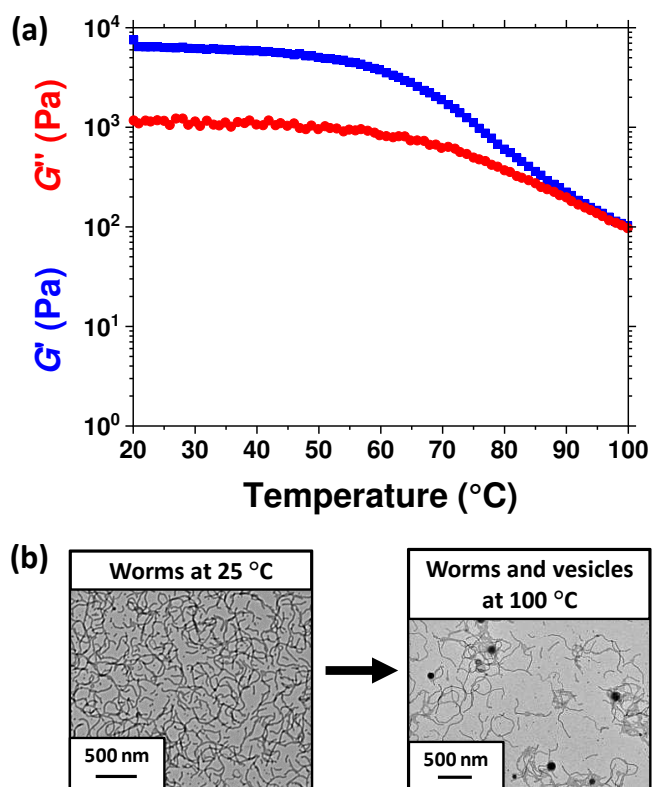 (a)
G' (Pa) G" (Pa)
10⁴
10³
10²
10¹
10⁰
20 30 40 50 60 70 80 90 100
Temperature (°C)
(b)
Worms at 25 °C
500 nm
Worms and vesicles
at 100 °C
500 nm